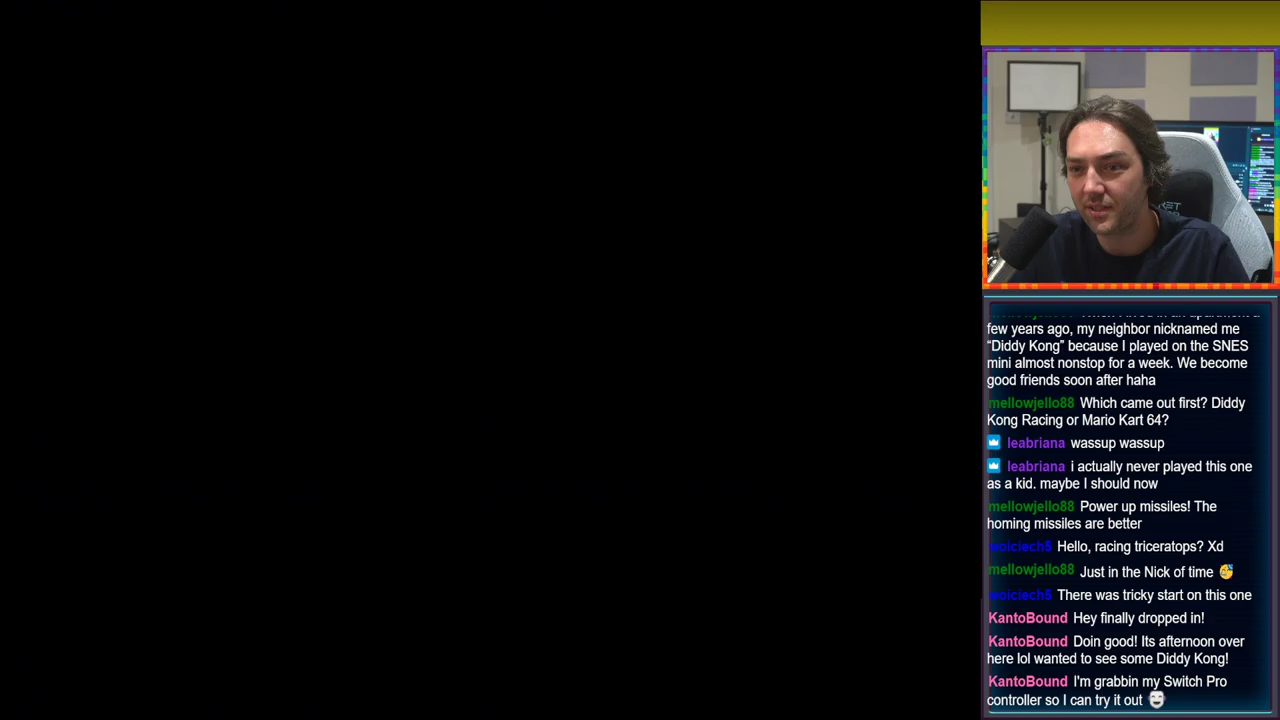 few years ago, my neighbor nicknamed me
“Diddy Kong” because I played on the SNES
mini almost nonstop for a week. We become
good friends soon after haha
mellowjello88 Which came out first? Diddy
Kong Racing or Mario Kart 64?
leabriana wassup wassup
leabriana i actually never played this one
as a kid. maybe I should now
mellowjello88 Power up missiles! The
homing missiles are better
wojciech5 Hello, racing triceratops? Xd
mellowjello88 Just in the Nick of time
wojciech5 There was tricky start on this one
KantoBound Hey finally dropped in!
KantoBound Doin good! Its afternoon over
here lol wanted to see some Diddy Kong!
KantoBound I'm grabbin my Switch Pro
controller so I can try it out